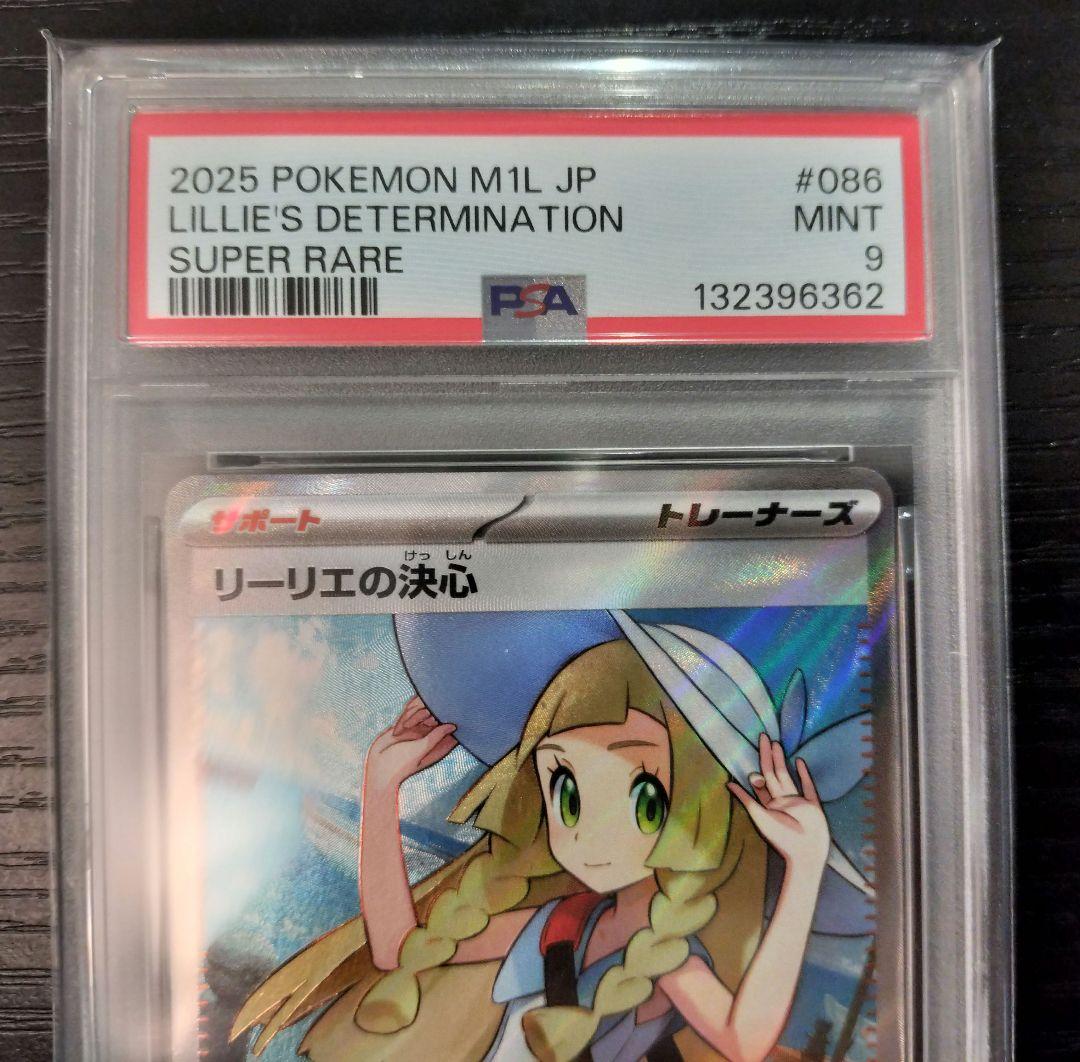 2025 POKEMON M1L JP #086
LILLIE'S DETERMINATION MINT
SUPER RARE 9
PSA 132396362
サポート トレーナーズ
けっ しん
リーリエの決心